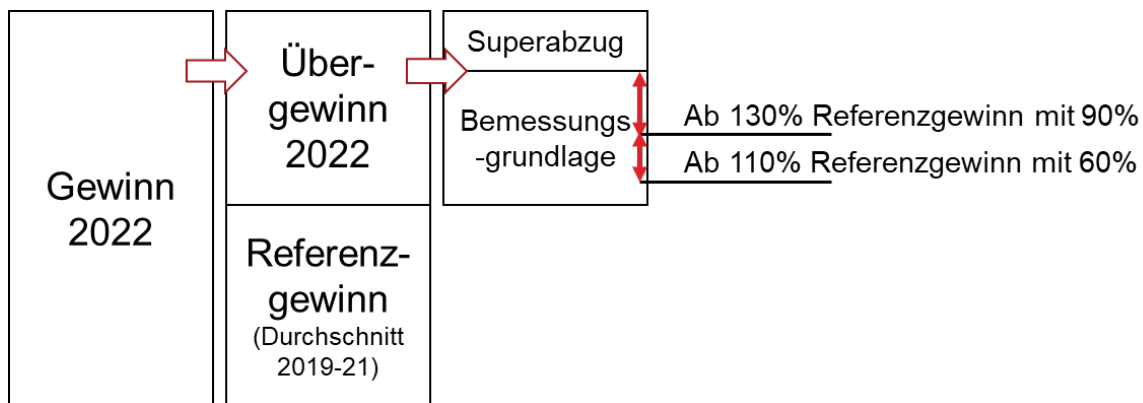 Gewinn
2022
Über-
gewinn
2022
Referenz-
gewinn
(Durchschnitt
2019-21)
Superabzug
Bemessungs
-grundlage
Ab 130% Referenzgewinn mit 90%
Ab 110% Referenzgewinn mit 60%